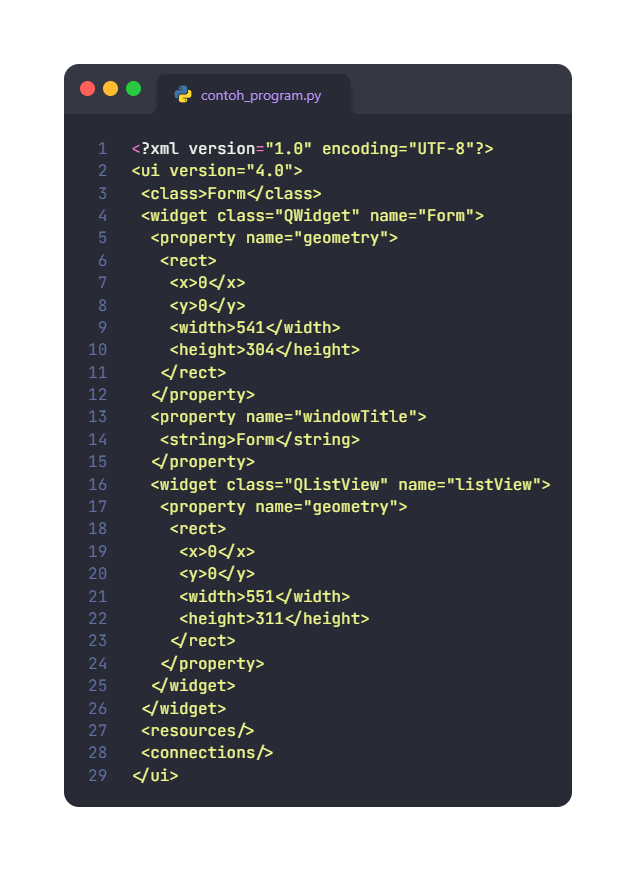 contoh_program.py
1 <?xml version="1.0" encoding="UTF-8"?>
2 <ui version="4.0">
3  <class>Form</class>
4  <widget class="QWidget" name="Form">
5   <property name="geometry">
6    <rect>
7     <x>0</x>
8     <y>0</y>
9     <width>541</width>
10     <height>304</height>
11    </rect>
12   </property>
13   <property name="windowTitle">
14    <string>Form</string>
15   </property>
16   <widget class="QListView" name="listView">
17    <property name="geometry">
18     <rect>
19      <x>0</x>
20      <y>0</y>
21      <width>551</width>
22      <height>311</height>
23     </rect>
24    </property>
25   </widget>
26  </widget>
27  <resources/>
28  <connections/>
29 </ui>